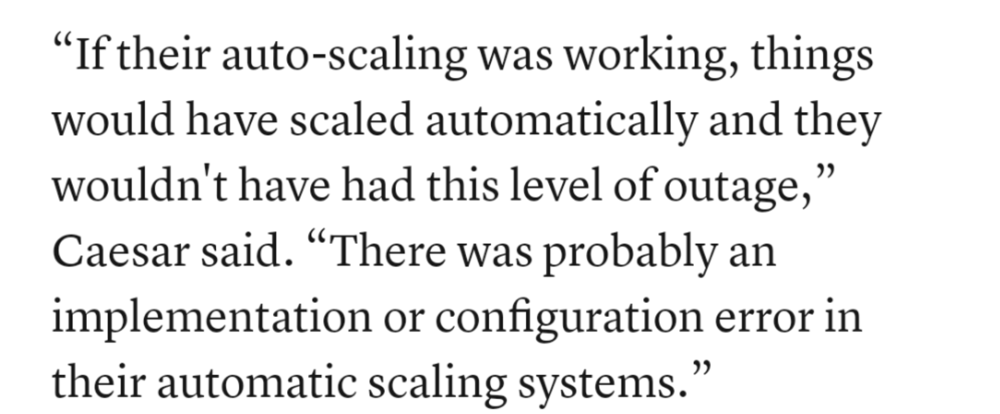 “If their auto-scaling was working, things
would have scaled automatically and they
wouldn't have had this level of outage,”
Caesar said. “There was probably an
implementation or configuration error in
their automatic scaling systems.”